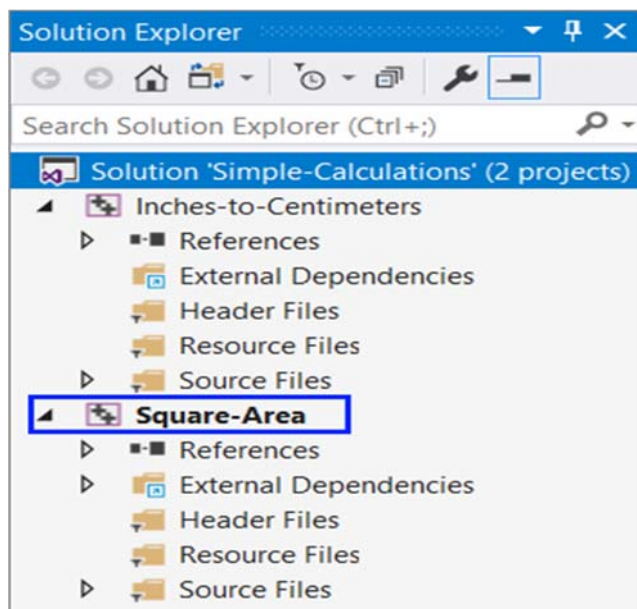 Solution Explorer
Search Solution Explorer (Ctrl+;)
Solution 'Simple-Calculations' (2 projects)
Inches-to-Centimeters
References
External Dependencies
Header Files
Resource Files
Source Files
Square-Area
References
External Dependencies
Header Files
Resource Files
Source Files